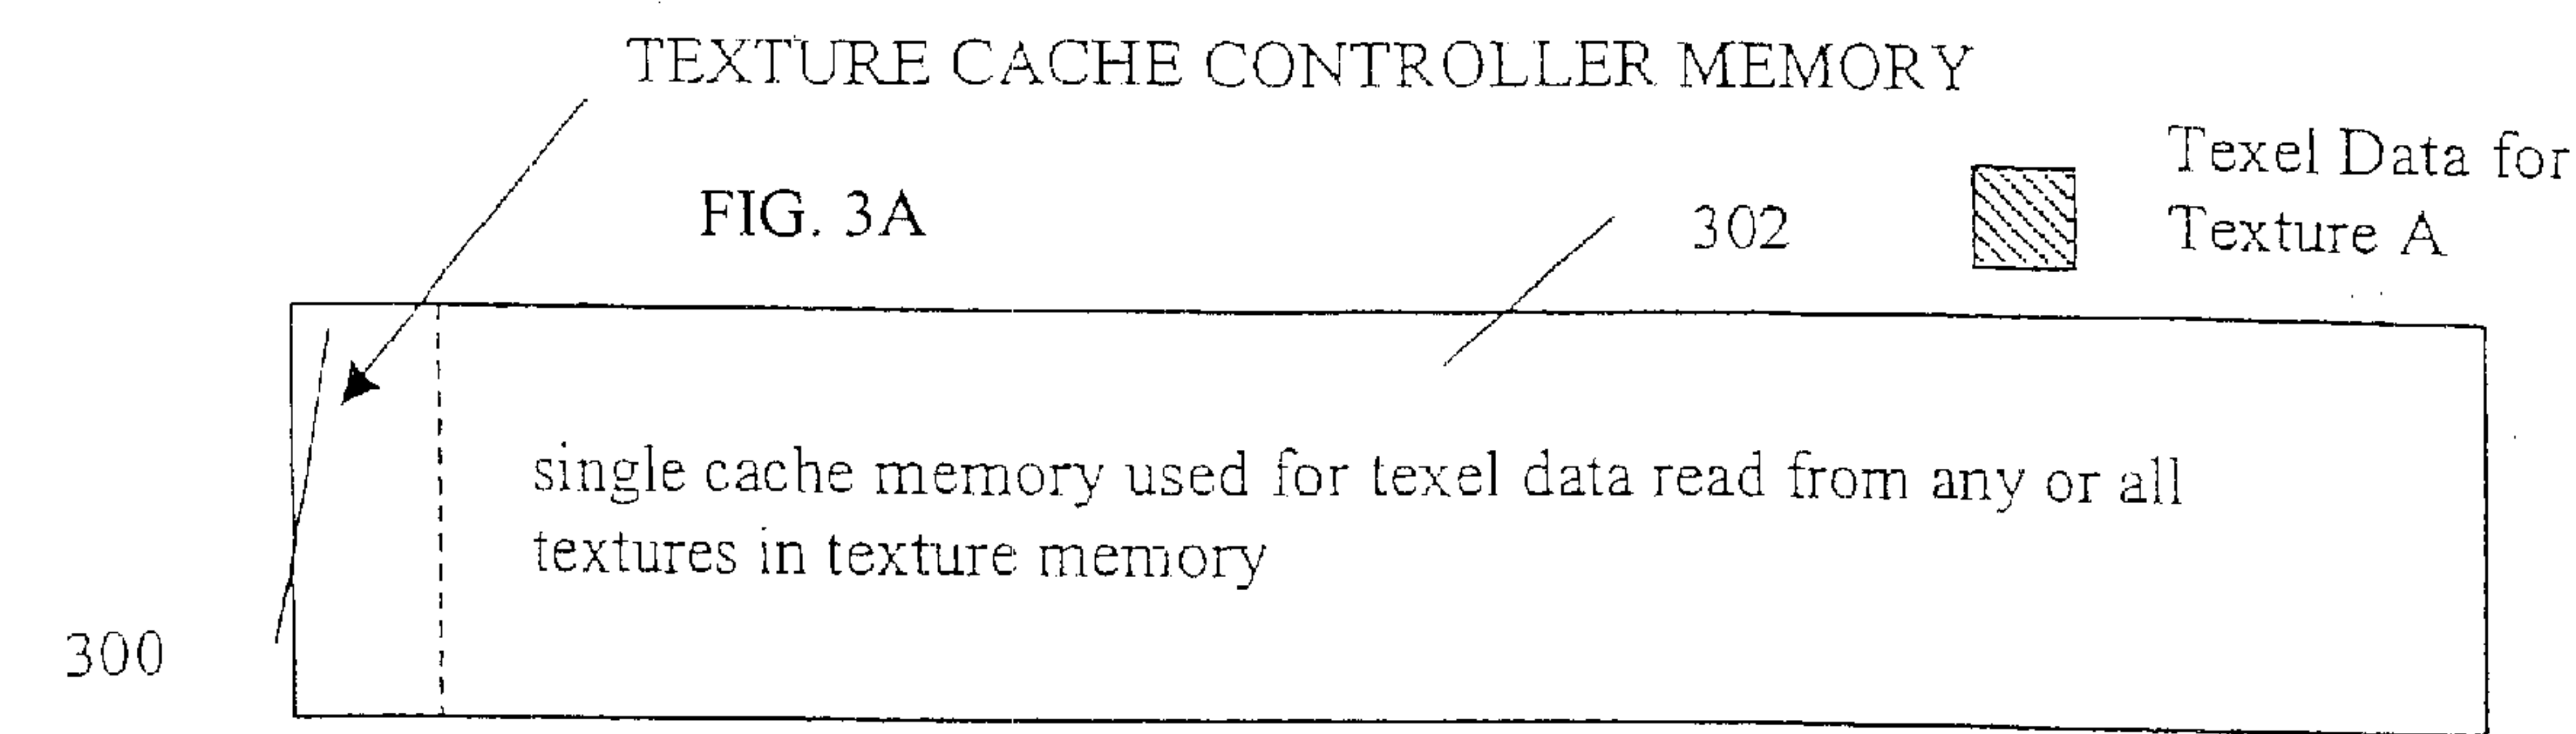 TEXTURE CACHE CONTROLLER MEMORY
FIG. 3A
302
Texel Data for
Texture A
single cache memory used for texel data read from any or all
textures in texture memory
300